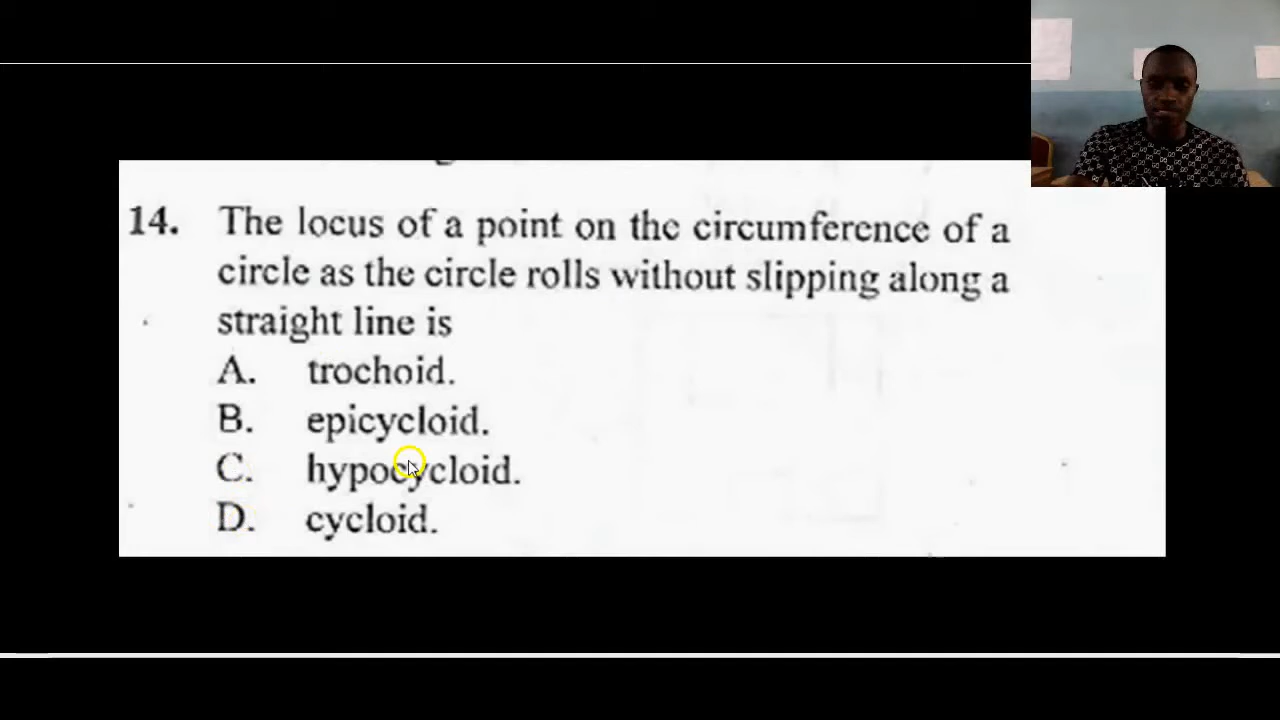 14. The locus of a point on the circumference of a
circle as the circle rolls without slipping along a
straight line is
A. trochoid.
B. epicycloid.
C. hypocycloid.
D. cycloid.